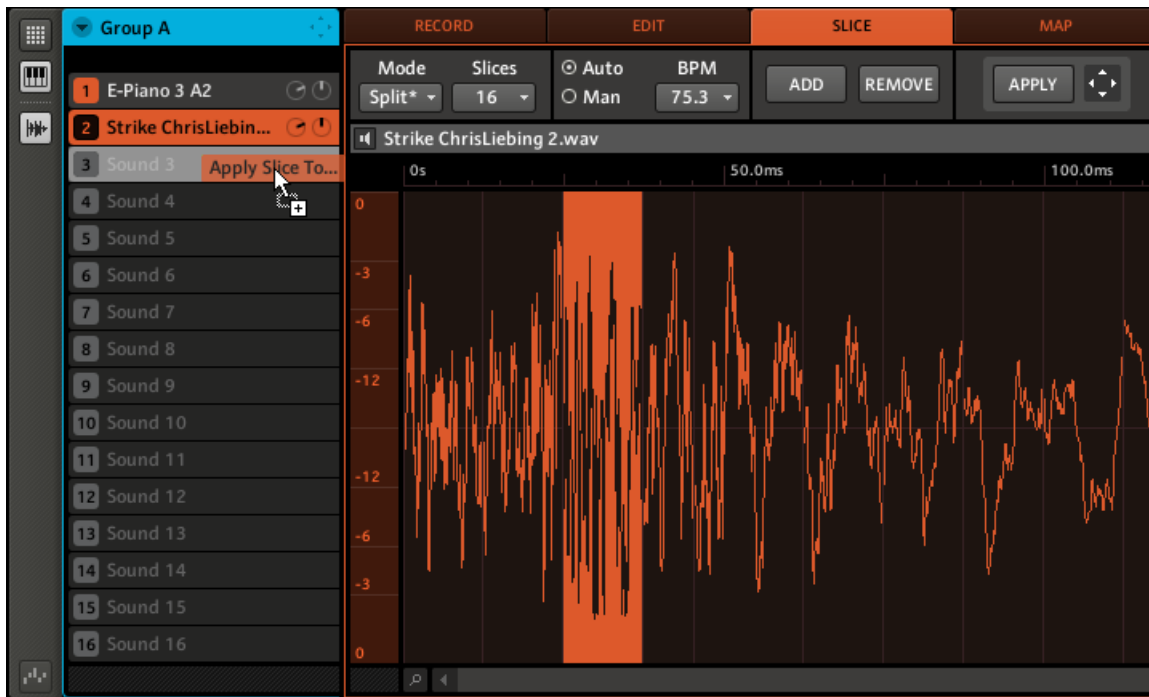 Group A
RECORD EDIT SLICE MAP
Mode Slices Auto BPM
Man
Split* 16 75.3 ADD REMOVE APPLY
1 E-Piano 3 A2
2 Strike ChrisLiebin...
Strike ChrisLiebing 2.wav
3 Sound 3 Apply Slice To...
0s 50.0ms 100.0ms
4 Sound 4
5 Sound 5
6 Sound 6
7 Sound 7
8 Sound 8
9 Sound 9
10 Sound 10
11 Sound 11
12 Sound 12
13 Sound 13
14 Sound 14
15 Sound 15
16 Sound 16
0
-3
-6
-12
-12
-6
-3
0